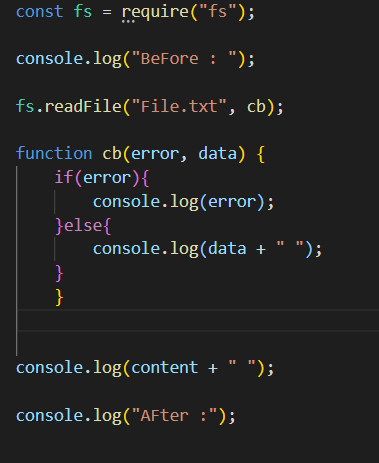 const fs = require("fs");
console.log("BeFore : ");
fs.readFile("File.txt", cb);
function cb(error, data) {
if(error){
console.log(error);
}else{
console.log(data + " ");
}
}
console.log(content + " ");
console.log("AFter :");